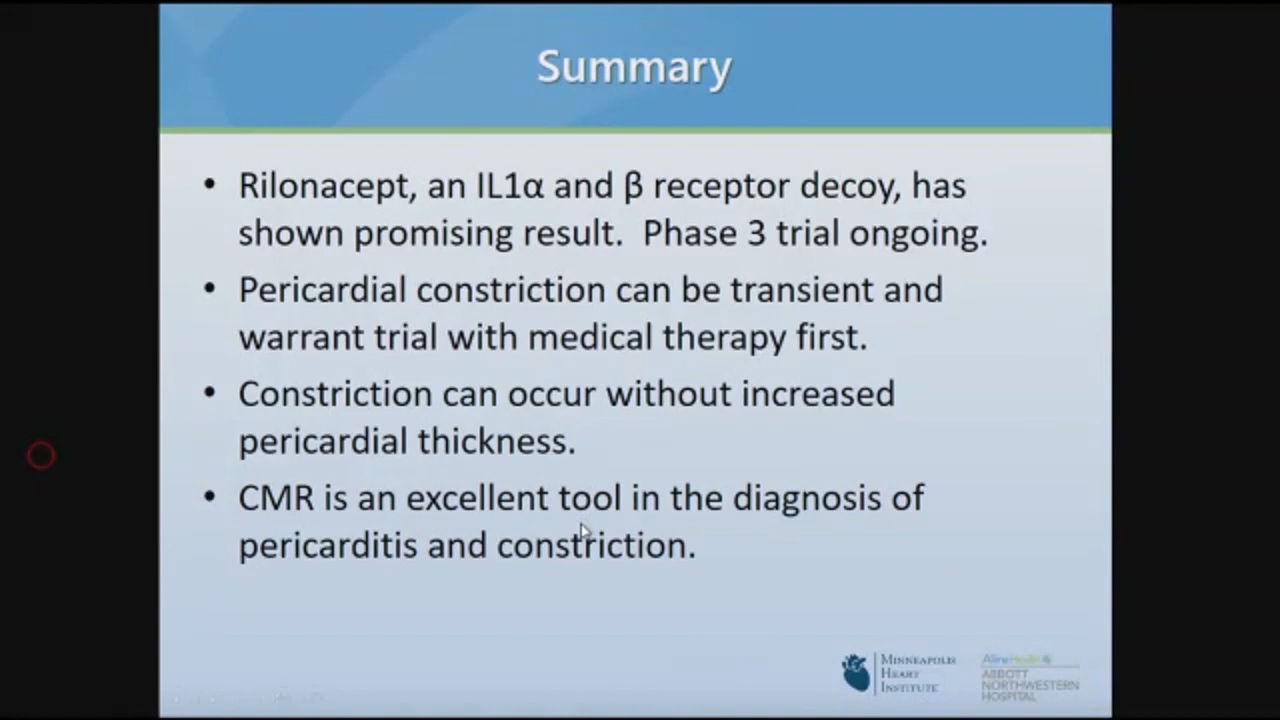 Summary
• Rilonacept, an IL1α and β receptor decoy, has
shown promising result.  Phase 3 trial ongoing.
• Pericardial constriction can be transient and
warrant trial with medical therapy first.
• Constriction can occur without increased
pericardial thickness.
• CMR is an excellent tool in the diagnosis of
pericarditis and constriction.
MINNEAPOLIS
HEART
INSTITUTE
AllinaHealth
ABBOTT
NORTHWESTERN
HOSPITAL